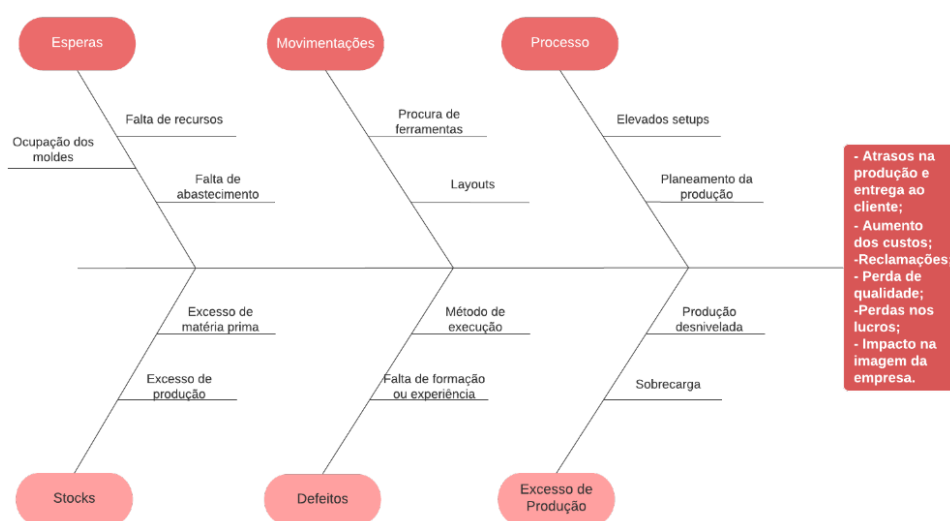 Esperas
Movimentações
Processo
Falta de recursos
Ocupação dos
moldes
Falta de
abastecimento
Procura de
ferramentas
Layouts
Elevados setups
Planeamento da
produção
- Atrasos na
produção e
entrega ao
cliente;
- Aumento
dos custos;
-Reclamações;
- Perda de
qualidade;
-Perdas nos
lucros;
- Impacto na
imagem da
empresa.
Excesso de
matéria prima
Excesso de
produção
Método de
execução
Falta de formação
ou experiência
Produção
desnivelada
Sobrecarga
Stocks
Defeitos
Excesso de
Produção